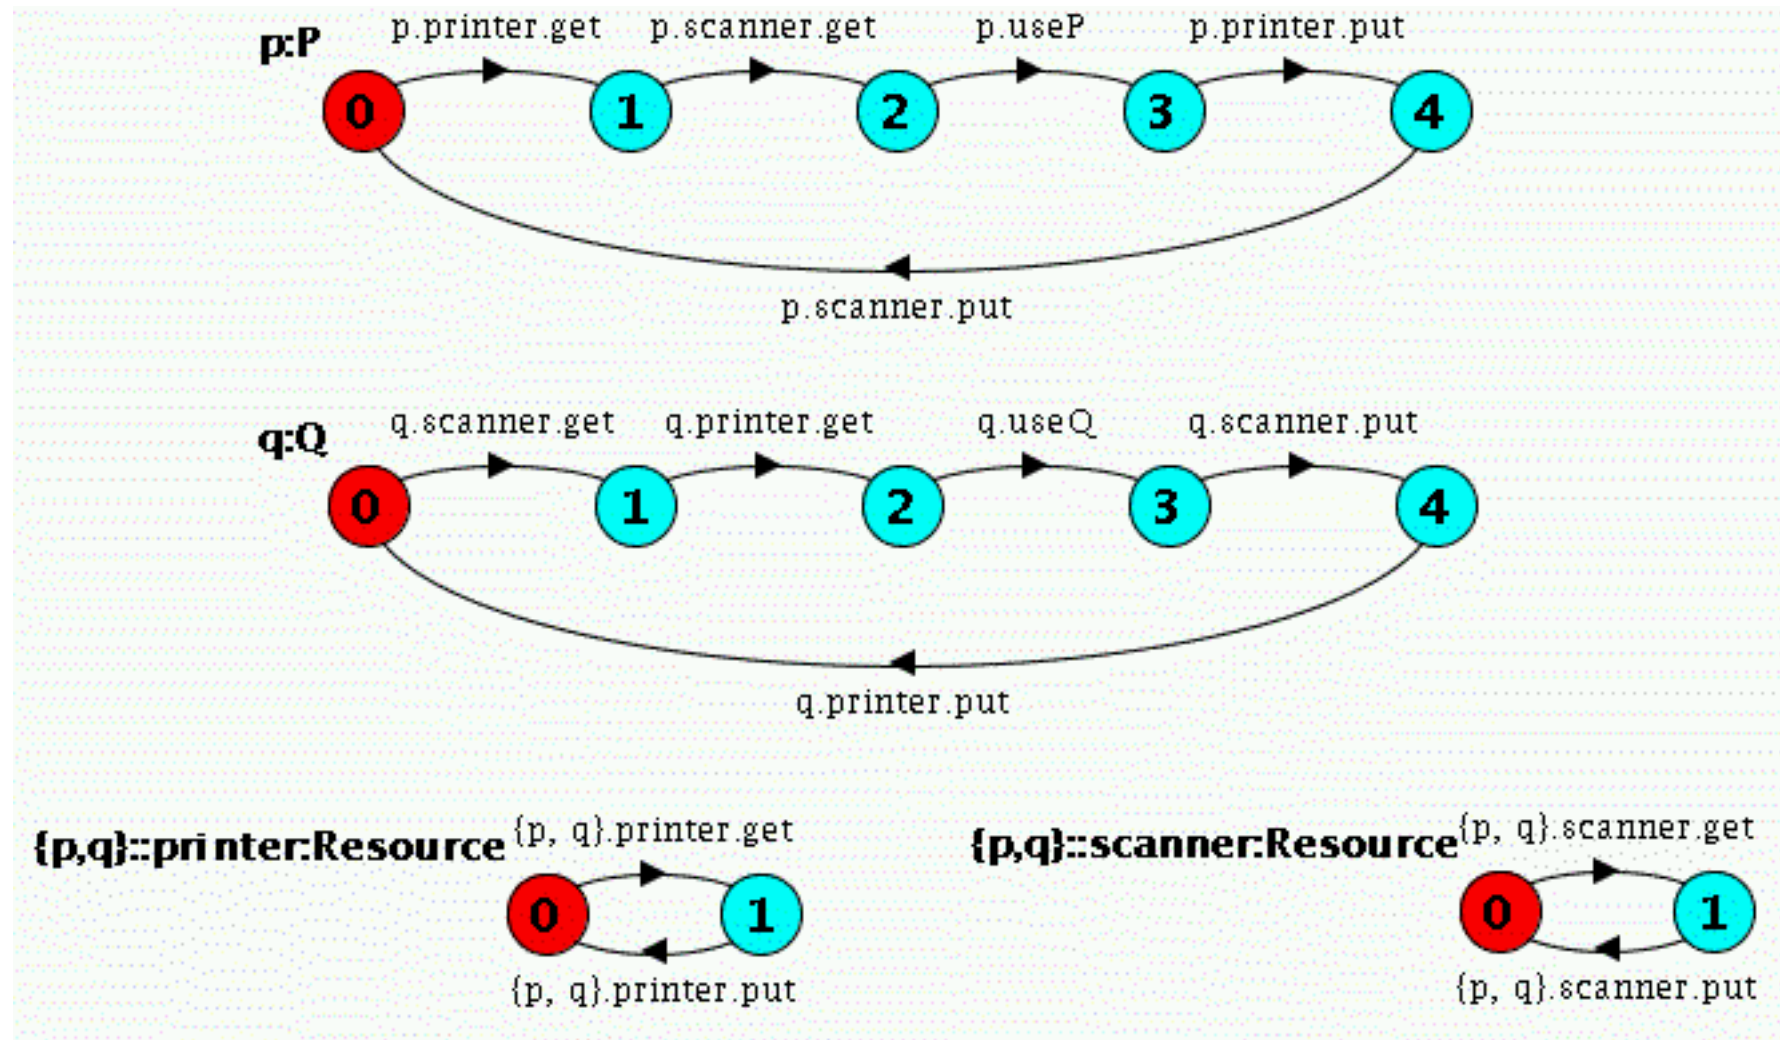 p:P p.printer.get p.scanner.get p.useP p.printer.put
0 1 2 3 4
p.scanner.put
q:Q q.scanner.get q.printer.get q.useQ q.scanner.put
0 1 2 3 4
q.printer.put
{p,q}::printer:Resource {p, q}.printer.get
0 1
{p, q}.printer.put
{p,q}::scanner:Resource {p, q}.scanner.get
0 1
{p, q}.scanner.put